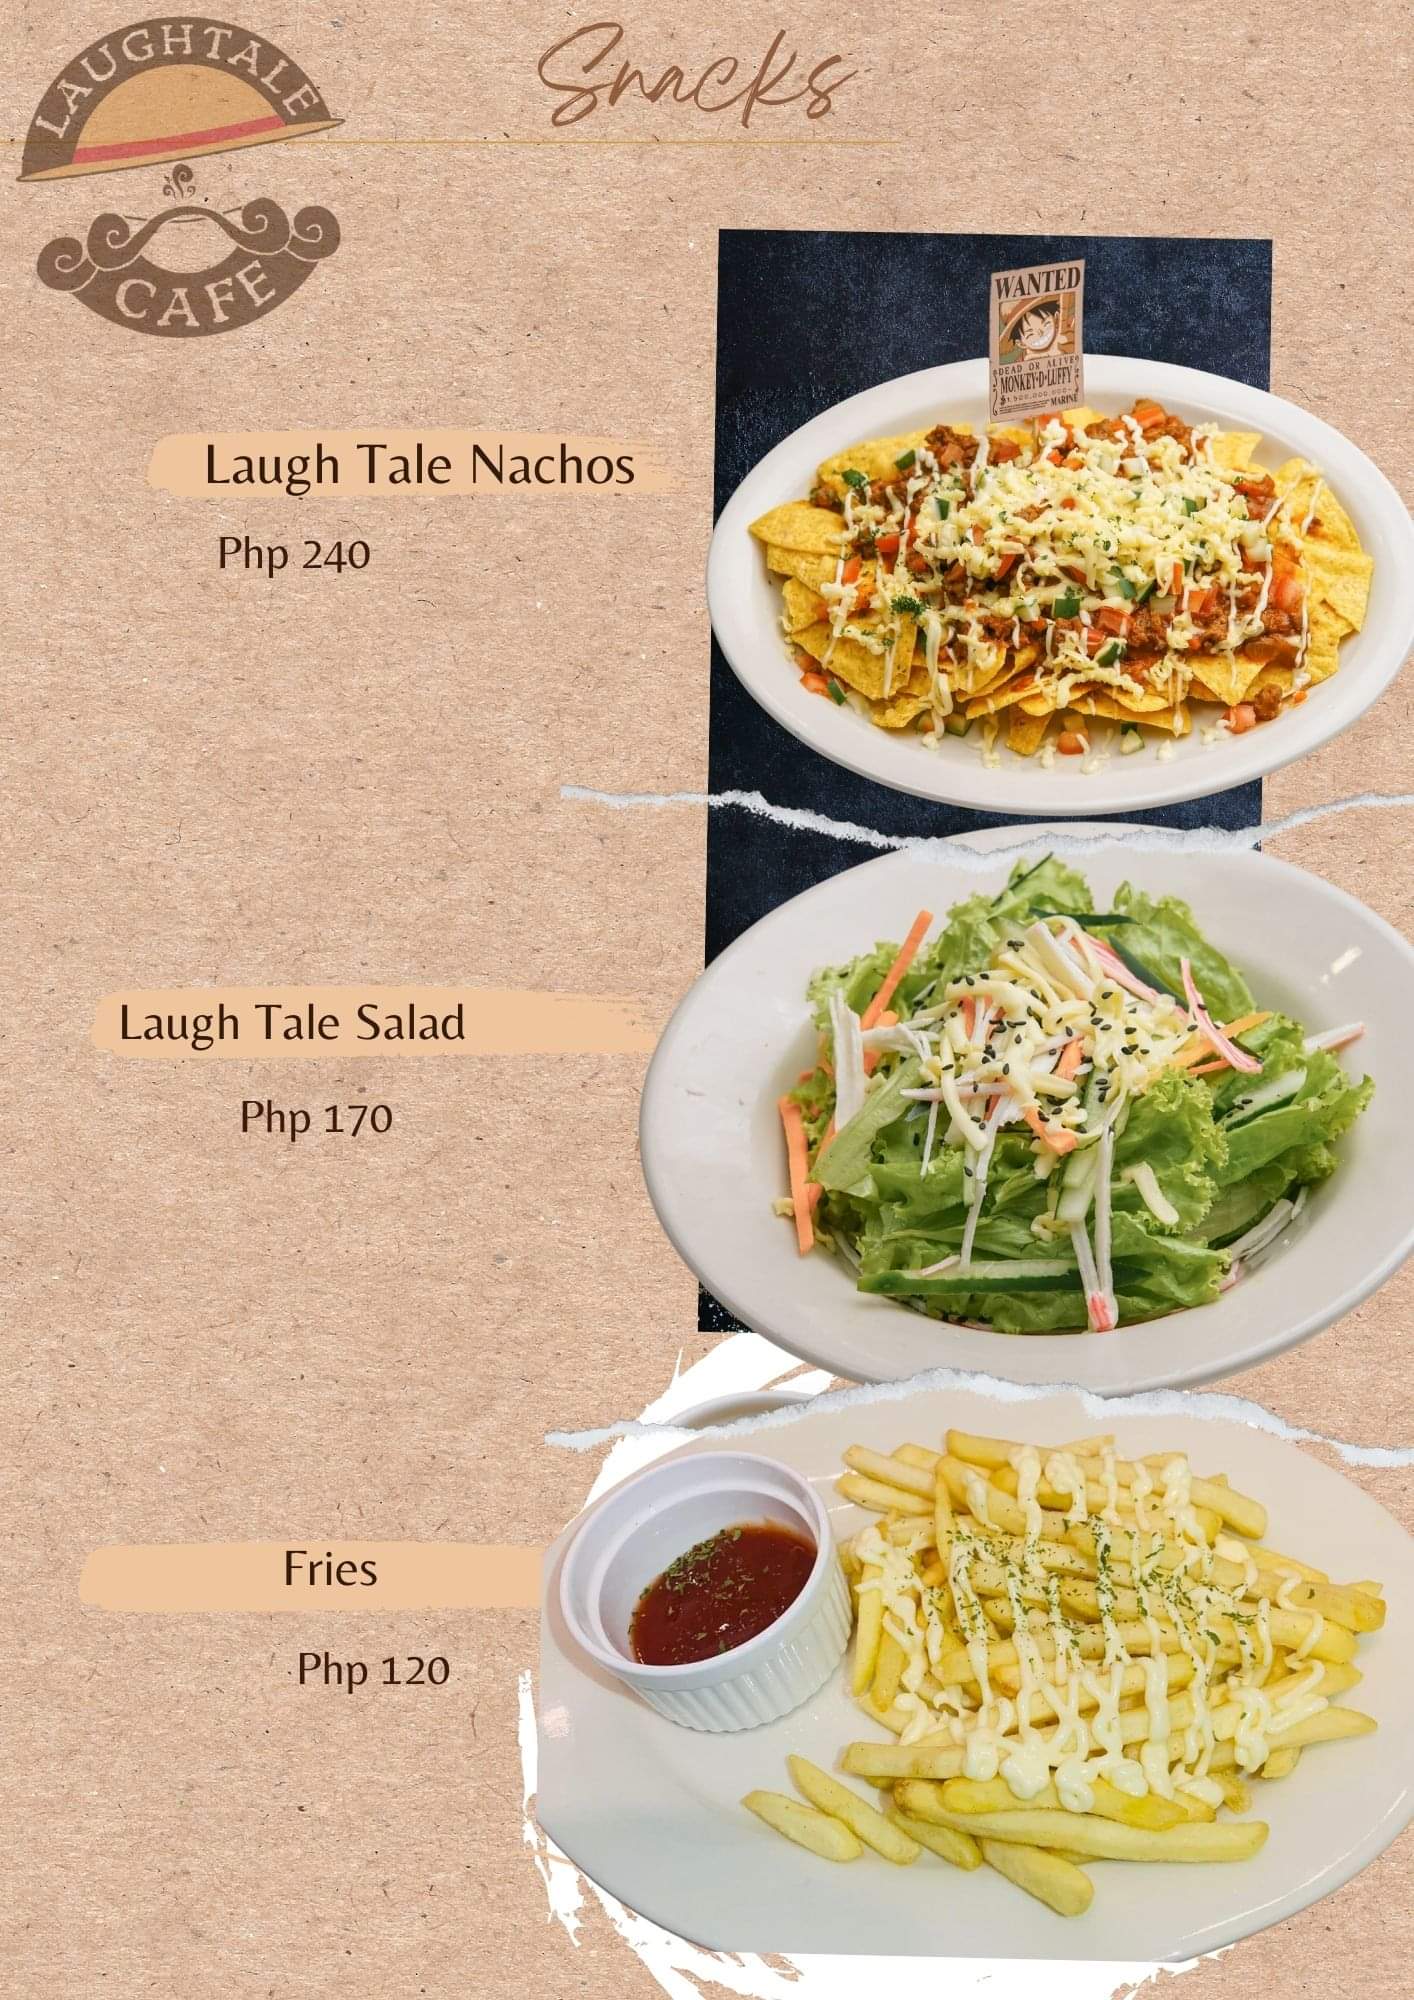 LAUGHTALE
CAFE
Snacks
WANTED
DEAD OR ALIVE
MONKEY·D·LUFFY
MARINE
Laugh Tale Nachos
Php 240
Laugh Tale Salad
Php 170
Fries
Php 120